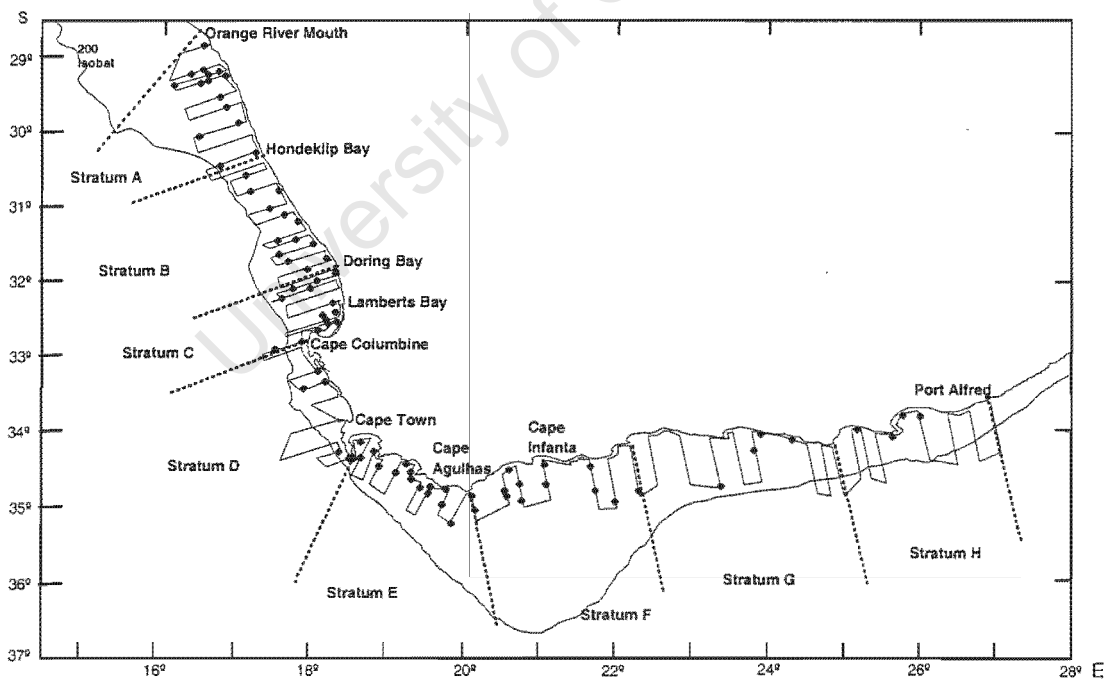 S
29º
30º
31º
32º
33º
34º
35º
36º
37º
200
Isobat
Orange River Mouth
Hondeklip Bay
Stratum A
Stratum B
Doring Bay
Lamberts Bay
Stratum C
Cape Columbine
Cape Town
Stratum D
Cape
Agulhas
Cape
Infanta
Port Alfred
Stratum E
Stratum F
Stratum G
Stratum H
16º
18º
20º
22º
24º
26º
28º E
University of